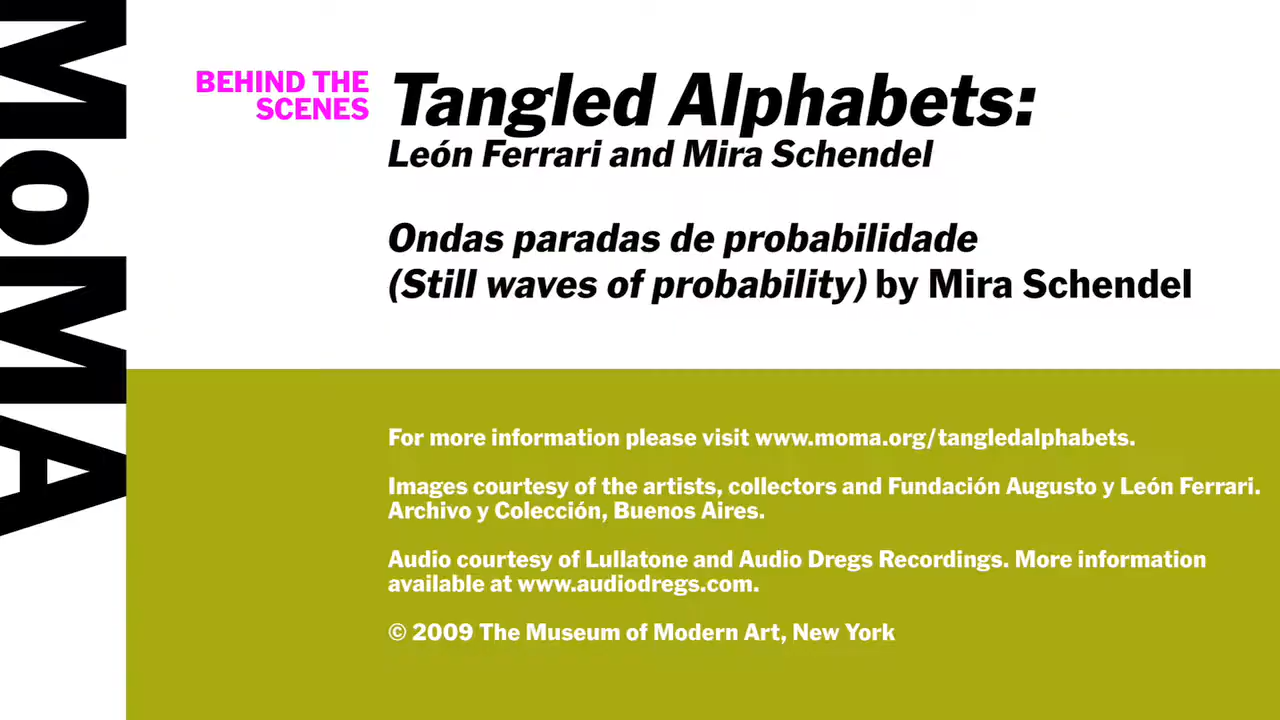 MoMA
BEHIND THE
SCENES
Tangled Alphabets:
León Ferrari and Mira Schendel
Ondas paradas de probabilidade
(Still waves of probability) by Mira Schendel
For more information please visit www.moma.org/tangledalphabets.
Images courtesy of the artists, collectors and Fundación Augusto y León Ferrari.
Archivo y Colección, Buenos Aires.
Audio courtesy of Lullatone and Audio Dregs Recordings. More information
available at www.audiodregs.com.
© 2009 The Museum of Modern Art, New York